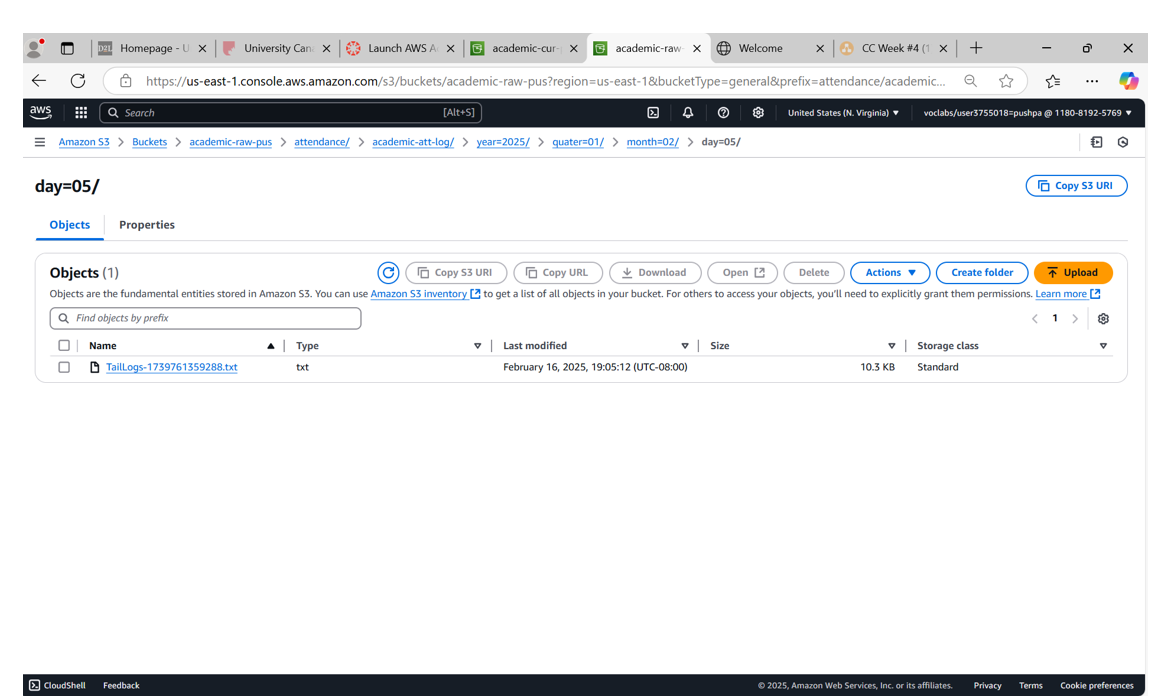 Homepage - U
University Can
Launch AWS A
academic-cur-
academic-raw-
Welcome
CC Week #4 (1
https://us-east-1.console.aws.amazon.com/s3/buckets/academic-raw-pus?region=us-east-1&bucketType=general&prefix=attendance/academic...
aws
Search
[Alt+S]
United States (N. Virginia) ▼
voclabs/user3755018=pushpa @ 1180-8192-5769 ▼
Amazon S3 > Buckets > academic-raw-pus > attendance/ > academic-att-log/ > year=2025/ > quater=01/ > month=02/ > day=05/
day=05/
Copy S3 URI
Objects
Properties
Objects (1)
Copy S3 URI
Copy URL
Download
Open
Delete
Actions ▼
Create folder
Upload
Objects are the fundamental entities stored in Amazon S3. You can use Amazon S3 inventory to get a list of all objects in your bucket. For others to access your objects, you'll need to explicitly grant them permissions. Learn more
Find objects by prefix
< 1 >
Name
Type
Last modified
Size
Storage class
TailLogs-1739761359288.txt
txt
February 16, 2025, 19:05:12 (UTC-08:00)
10.3 KB
Standard
CloudShell
Feedback
© 2025, Amazon Web Services, Inc. or its affiliates.
Privacy
Terms
Cookie preferences